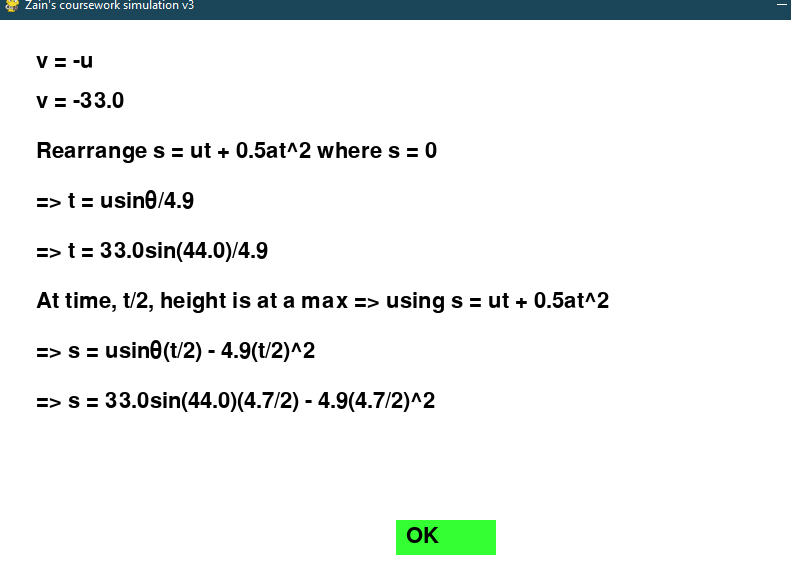 Zain's coursework simulation v3
v = -u
v = -33.0
Rearrange s = ut + 0.5at^2 where s = 0
=> t = usinθ/4.9
=> t = 33.0sin(44.0)/4.9
At time, t/2, height is at a max => using s = ut + 0.5at^2
=> s = usinθ(t/2) - 4.9(t/2)^2
=> s = 33.0sin(44.0)(4.7/2) - 4.9(4.7/2)^2
OK